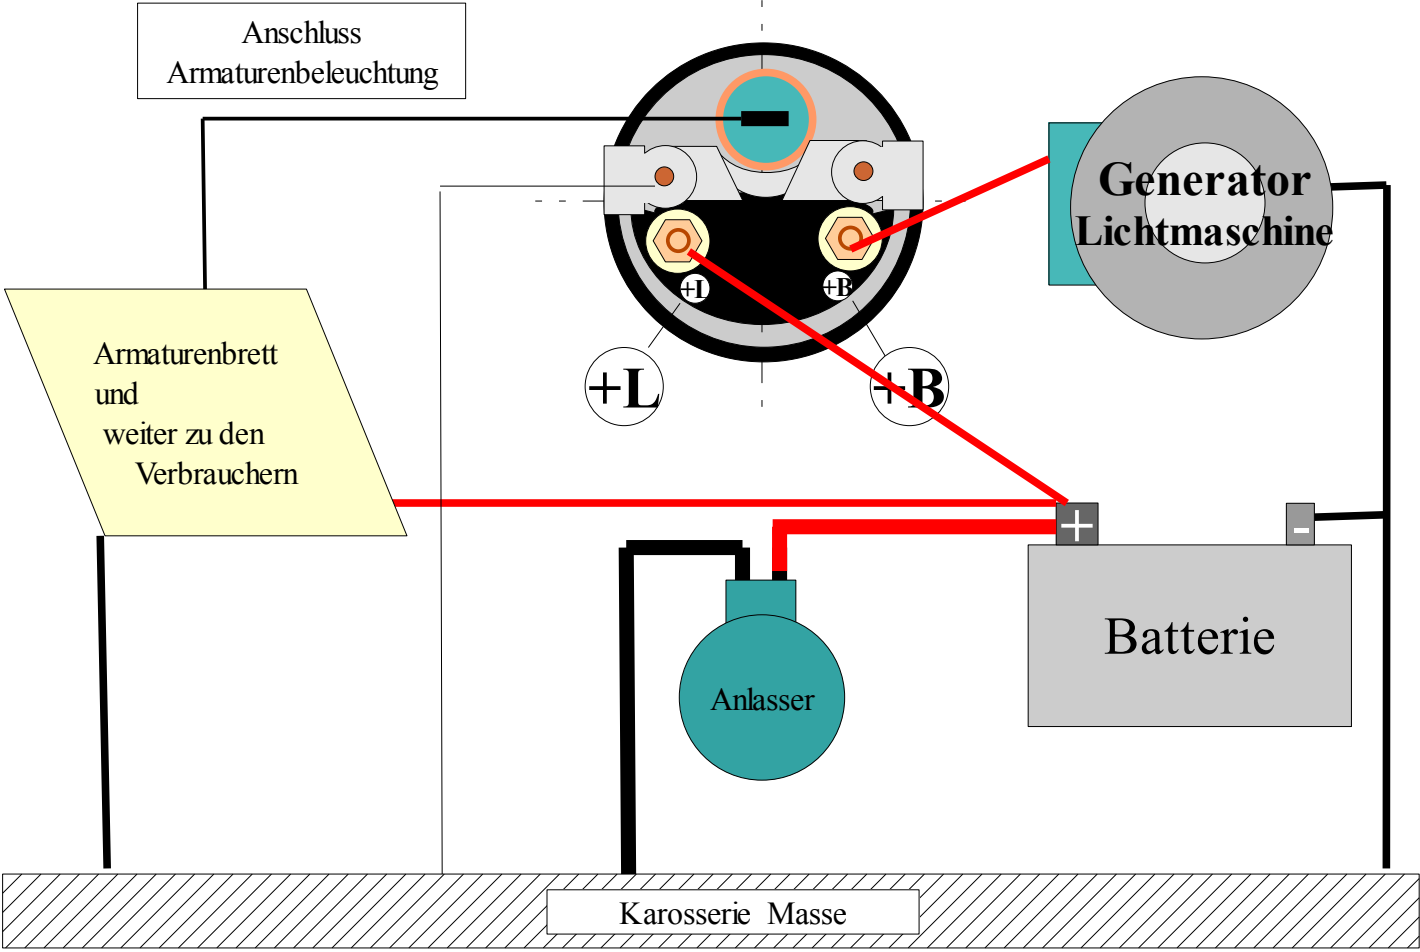 Anschluss
Armaturenbeleuchtung
Generator
Lichtmaschine
+L
+B
+L
+B
Armaturenbrett
und
weiter zu den
Verbrauchern
+
-
Batterie
Anlasser
Karosserie Masse